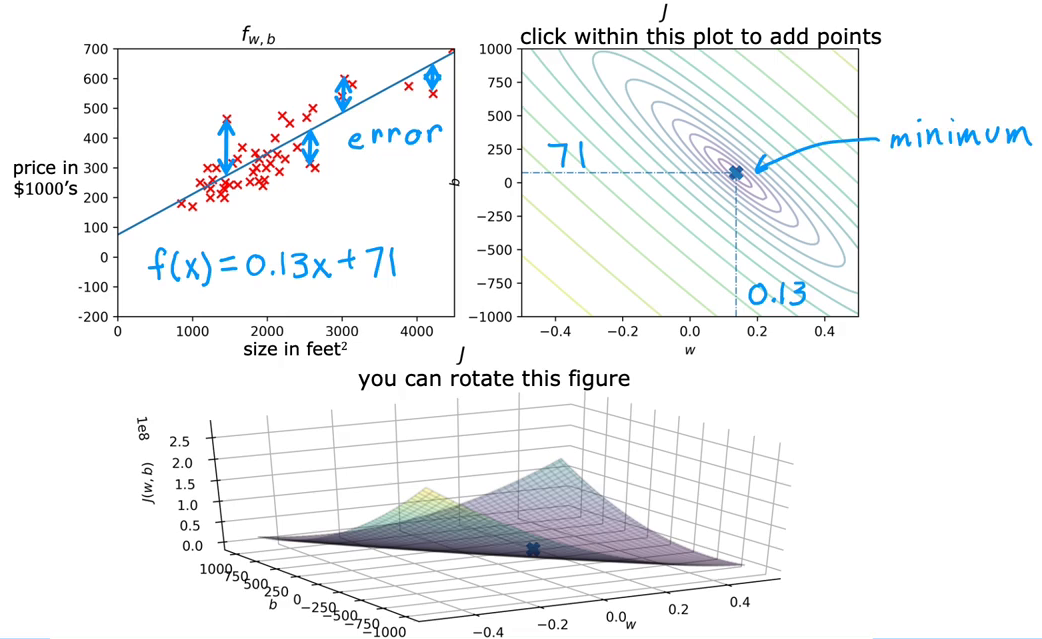 f_{w,b}
J
click within this plot to add points
700
600
500
400
300
200
100
0
-100
-200
price in
$1000's
error
f(x)=0.13x+71
0 1000 2000 3000 4000
size in feet²
1000
750
500
250
0
−250
−500
−750
−1000
b
71
minimum
0.13
−0.4 −0.2 0.0 0.2 0.4
w
J
you can rotate this figure
1e8
J(w, b)
2.5
2.0
1.5
1.0
0.5
0.0
1000 750 500 250 0 −250 −500 −750 −1000
b
−0.4 −0.2 0.0 0.2 0.4
w